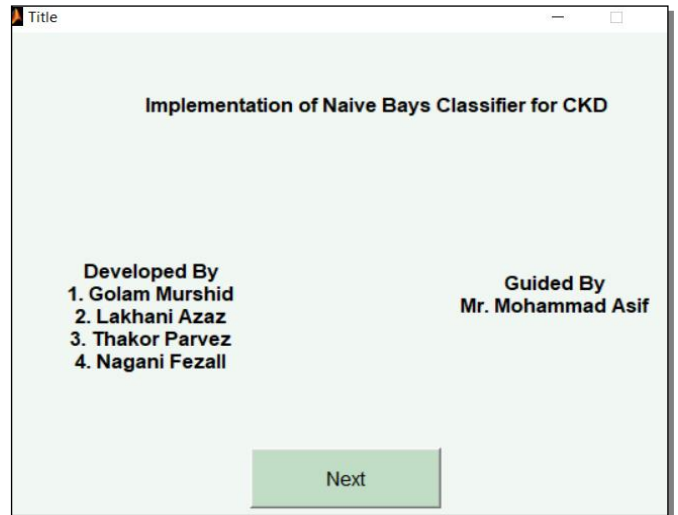 Title
Implementation of Naive Bays Classifier for CKD
Developed By
1. Golam Murshid
2. Lakhani Azaz
3. Thakor Parvez
4. Nagani Fezall
Guided By
Mr. Mohammad Asif
Next